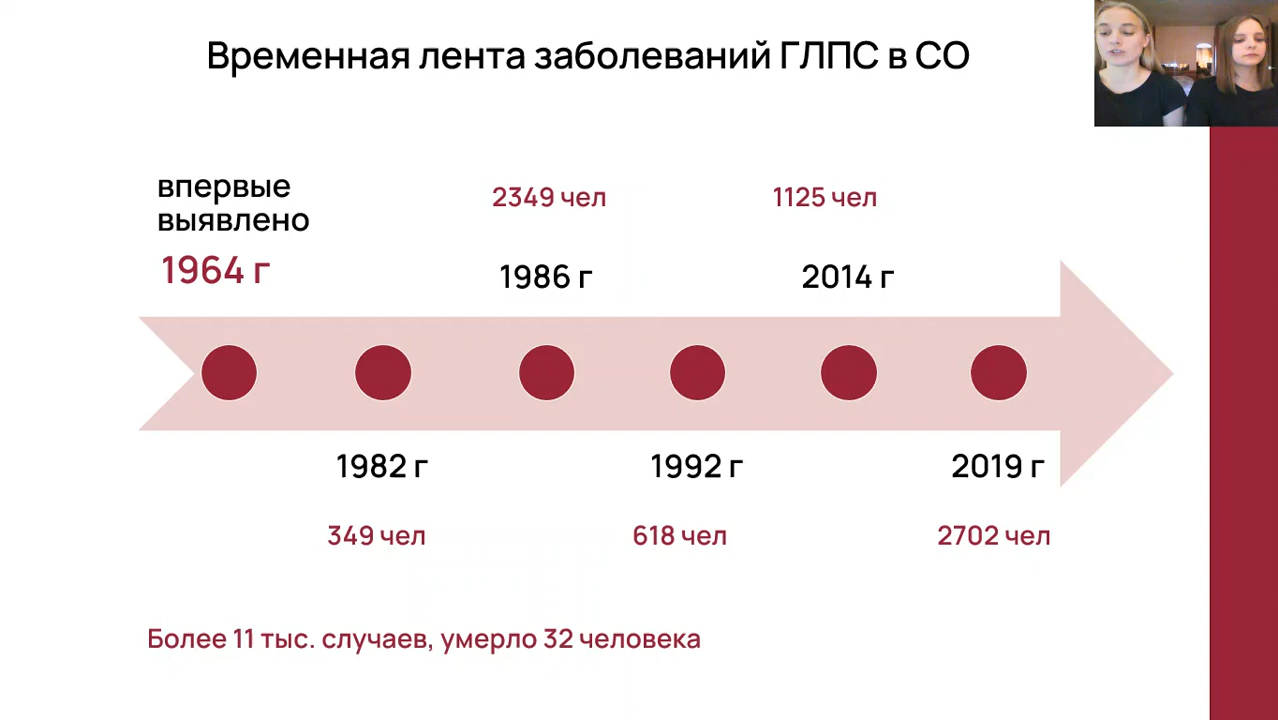 Временная лента заболеваний ГЛПС в СО
впервые
выявлено
1964 г
2349 чел
1986 г
1125 чел
2014 г
1982 г
349 чел
1992 г
618 чел
2019 г
2702 чел
Более 11 тыс. случаев, умерло 32 человека